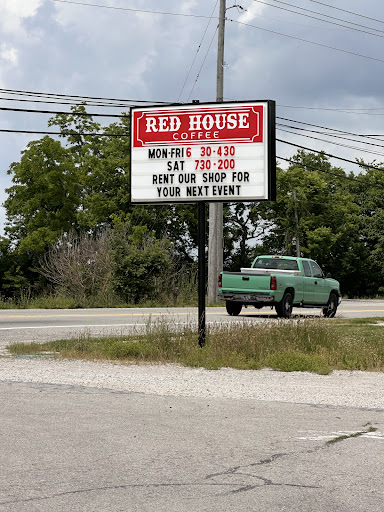 RED HOUSE
COFFEE
MON-FRI 6 30-430
SAT 730-200
RENT OUR SHOP FOR
YOUR NEXT EVENT